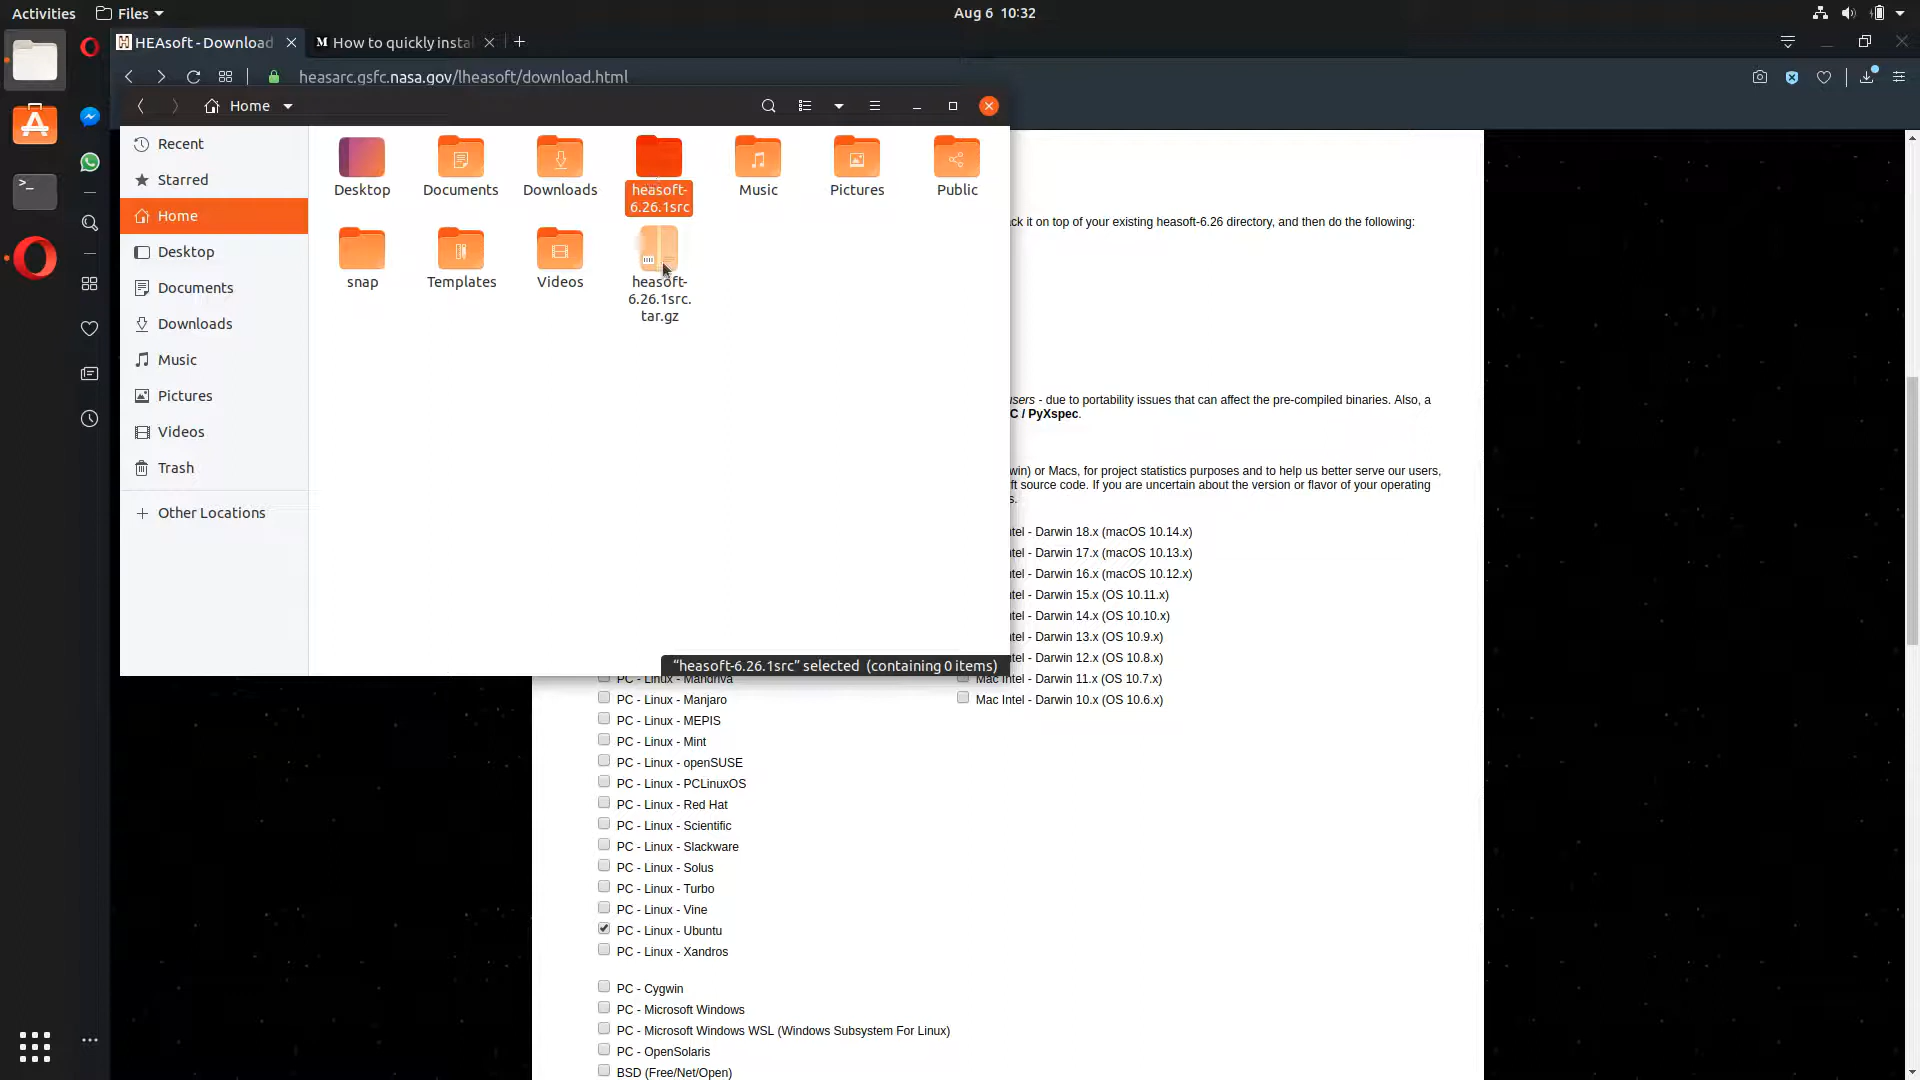 Activities
Files
Aug 6 10:32
HEAsoft - Download
How to quickly insta
heasarc.gsfc.nasa.gov/lheasoft/download.html
Home
Recent
Starred
Home
Desktop
Documents
Downloads
Music
Pictures
Videos
Trash
Other Locations
Desktop
Documents
Downloads
heasoft-
6.26.1src
Music
Pictures
Public
snap
Templates
Videos
heasoft-
6.26.1src.
tar.gz
"heasoft-6.26.1src" selected (containing 0 items)
ck it on top of your existing heasoft-6.26 directory, and then do the following:
users - due to portability issues that can affect the pre-compiled binaries. Also, a
C / PyXspec.
win) or Macs, for project statistics purposes and to help us better serve our users,
ft source code. If you are uncertain about the version or flavor of your operating
s.
ntel - Darwin 18.x (macOS 10.14.x)
ntel - Darwin 17.x (macOS 10.13.x)
ntel - Darwin 16.x (macOS 10.12.x)
ntel - Darwin 15.x (OS 10.11.x)
ntel - Darwin 14.x (OS 10.10.x)
ntel - Darwin 13.x (OS 10.9.x)
ntel - Darwin 12.x (OS 10.8.x)
Mac Intel - Darwin 11.x (OS 10.7.x)
Mac Intel - Darwin 10.x (OS 10.6.x)
PC - Linux - Mandriva
PC - Linux - Manjaro
PC - Linux - MEPIS
PC - Linux - Mint
PC - Linux - openSUSE
PC - Linux - PCLinuxOS
PC - Linux - Red Hat
PC - Linux - Scientific
PC - Linux - Slackware
PC - Linux - Solus
PC - Linux - Turbo
PC - Linux - Vine
PC - Linux - Ubuntu
PC - Linux - Xandros
PC - Cygwin
PC - Microsoft Windows
PC - Microsoft Windows WSL (Windows Subsystem For Linux)
PC - OpenSolaris
BSD (Free/Net/Open)